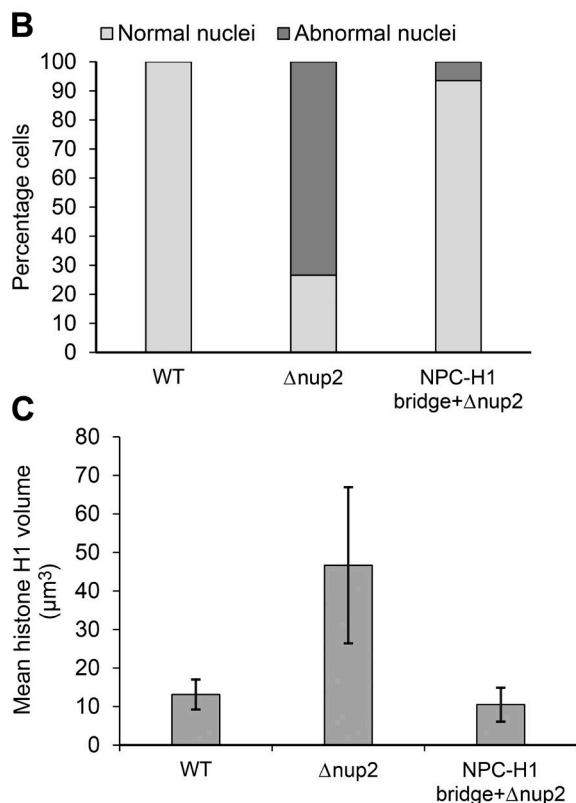 B
Normal nuclei Abnormal nuclei
Percentage cells
100
90
80
70
60
50
40
30
20
10
0
WT Δnup2 NPC-H1
bridge+Δnup2
C
Mean histone H1 volume
(μm³)
80
70
60
50
40
30
20
10
0
WT Δnup2 NPC-H1
bridge+Δnup2